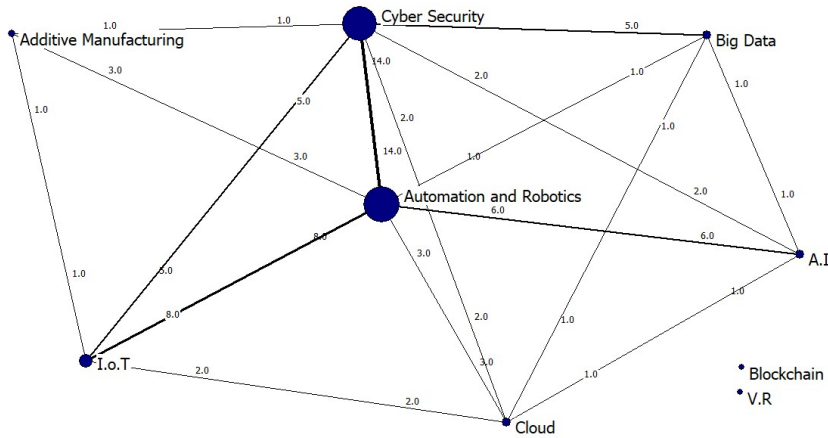 Cyber Security
1.0 1.0 5.0
Additive Manufacturing
Big Data
14.0
3.0 2.0 1.0 1.0
5.0
1.0 2.0 1.0
14.0
3.0 1.0
2.0 1.0
Automation and Robotics
6.0
8.0 3.0 6.0
A.I
5.0
1.0 1.0
8.0 2.0 1.0
I.o.T 3.0
2.0 1.0 Blockchain
2.0 V.R
Cloud